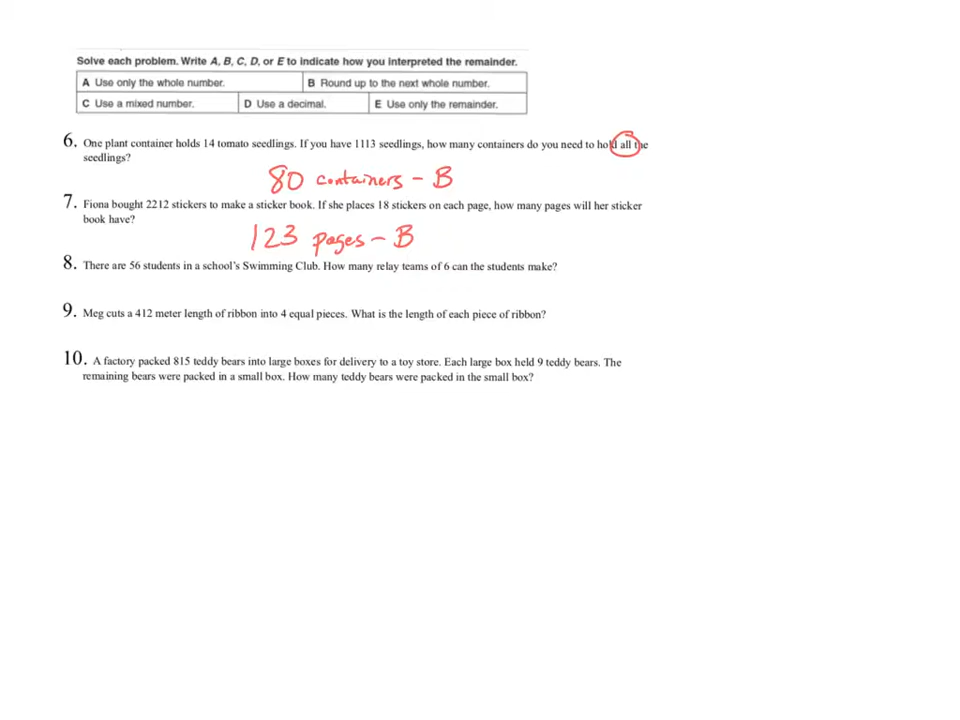 Solve each problem. Write A, B, C, D, or E to indicate how you interpreted the remainder.
A Use only the whole number. B Round up to the next whole number.
C Use a mixed number. D Use a decimal. E Use only the remainder.
6. One plant container holds 14 tomato seedlings. If you have 1113 seedlings, how many containers do you need to hold all the
seedlings?
80 containers - B
7. Fiona bought 2212 stickers to make a sticker book. If she places 18 stickers on each page, how many pages will her sticker
book have?
123 pages - B
8. There are 56 students in a school's Swimming Club. How many relay teams of 6 can the students make?
9. Meg cuts a 412 meter length of ribbon into 4 equal pieces. What is the length of each piece of ribbon?
10. A factory packed 815 teddy bears into large boxes for delivery to a toy store. Each large box held 9 teddy bears. The
remaining bears were packed in a small box. How many teddy bears were packed in the small box?